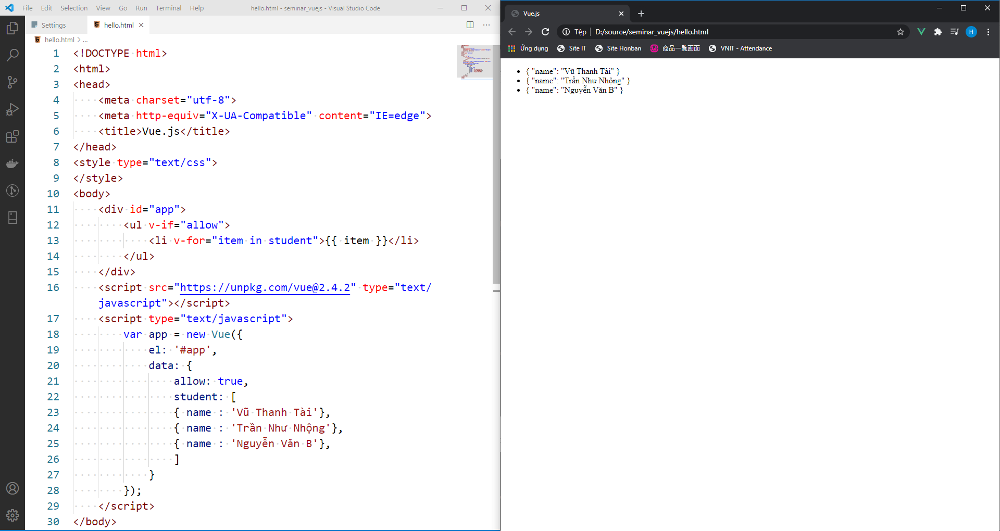 File Edit Selection View Go Run Terminal Help hello.html - seminar_vuejs - Visual Studio Code
Settings hello.html
hello.html > ...
1 <!DOCTYPE html>
2 <html>
3 <head>
4 <meta charset="utf-8">
5 <meta http-equiv="X-UA-Compatible" content="IE=edge">
6 <title>Vue.js</title>
7 </head>
8 <style type="text/css">
9 </style>
10 <body>
11 <div id="app">
12 <ul v-if="allow">
13 <li v-for="item in student">{{ item }}</li>
14 </ul>
15 </div>
16 <script src="https://unpkg.com/vue@2.4.2" type="text/
javascript"></script>
17 <script type="text/javascript">
18 var app = new Vue({
19 el: '#app',
20 data: {
21 allow: true,
22 student: [
23 { name : 'Vũ Thanh Tài'},
24 { name : 'Trần Như Nhộng'},
25 { name : 'Nguyễn Văn B'},
26 ]
27 }
28 });
29 </script>
30 </body>
Vue.js
Tệp D:/source/seminar_vuejs/hello.html H
Ứng dụng Site IT Site Honban 商品一覧画面 VNIT - Attendance
• { "name": "Vũ Thanh Tài" }
• { "name": "Trần Như Nhộng" }
• { "name": "Nguyễn Văn B" }